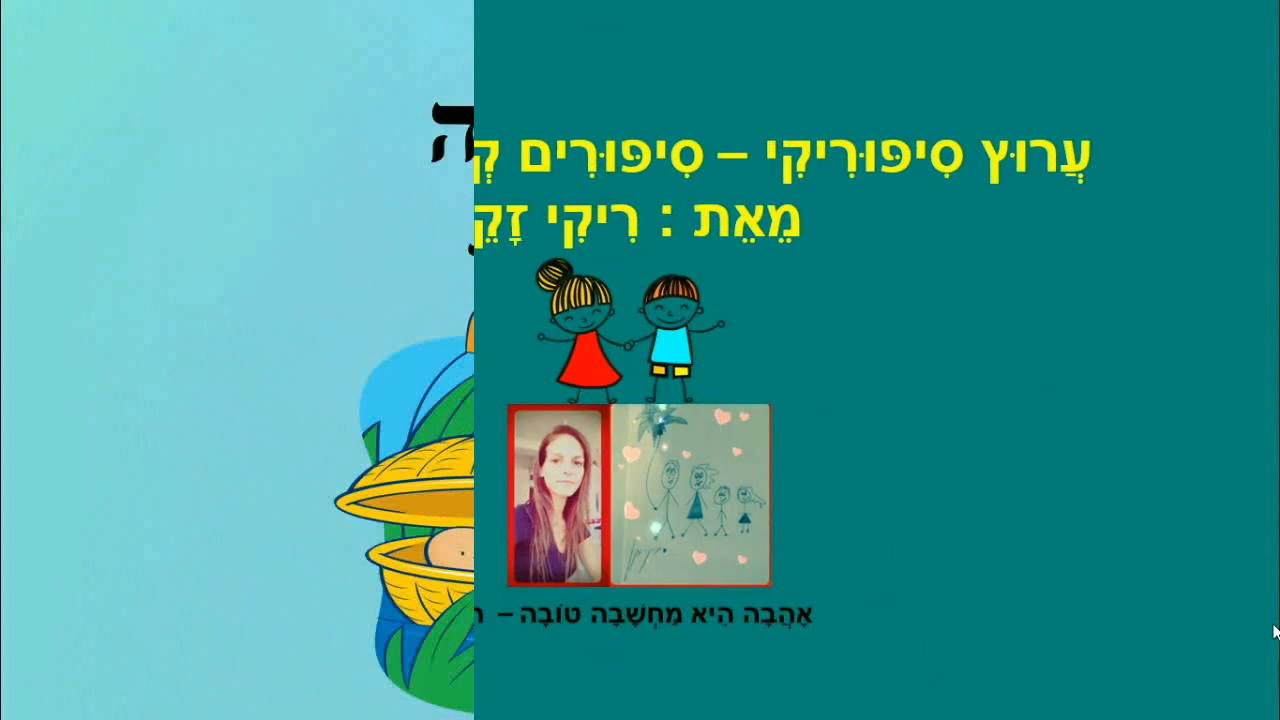 עֲרוּץ סִיפּוּרִיקִי – סִיפּוּרִים
מֵאֵת : רִיקִי
אַהֲבָה הִיא מַחְשָׁבָה טוֹבָה –